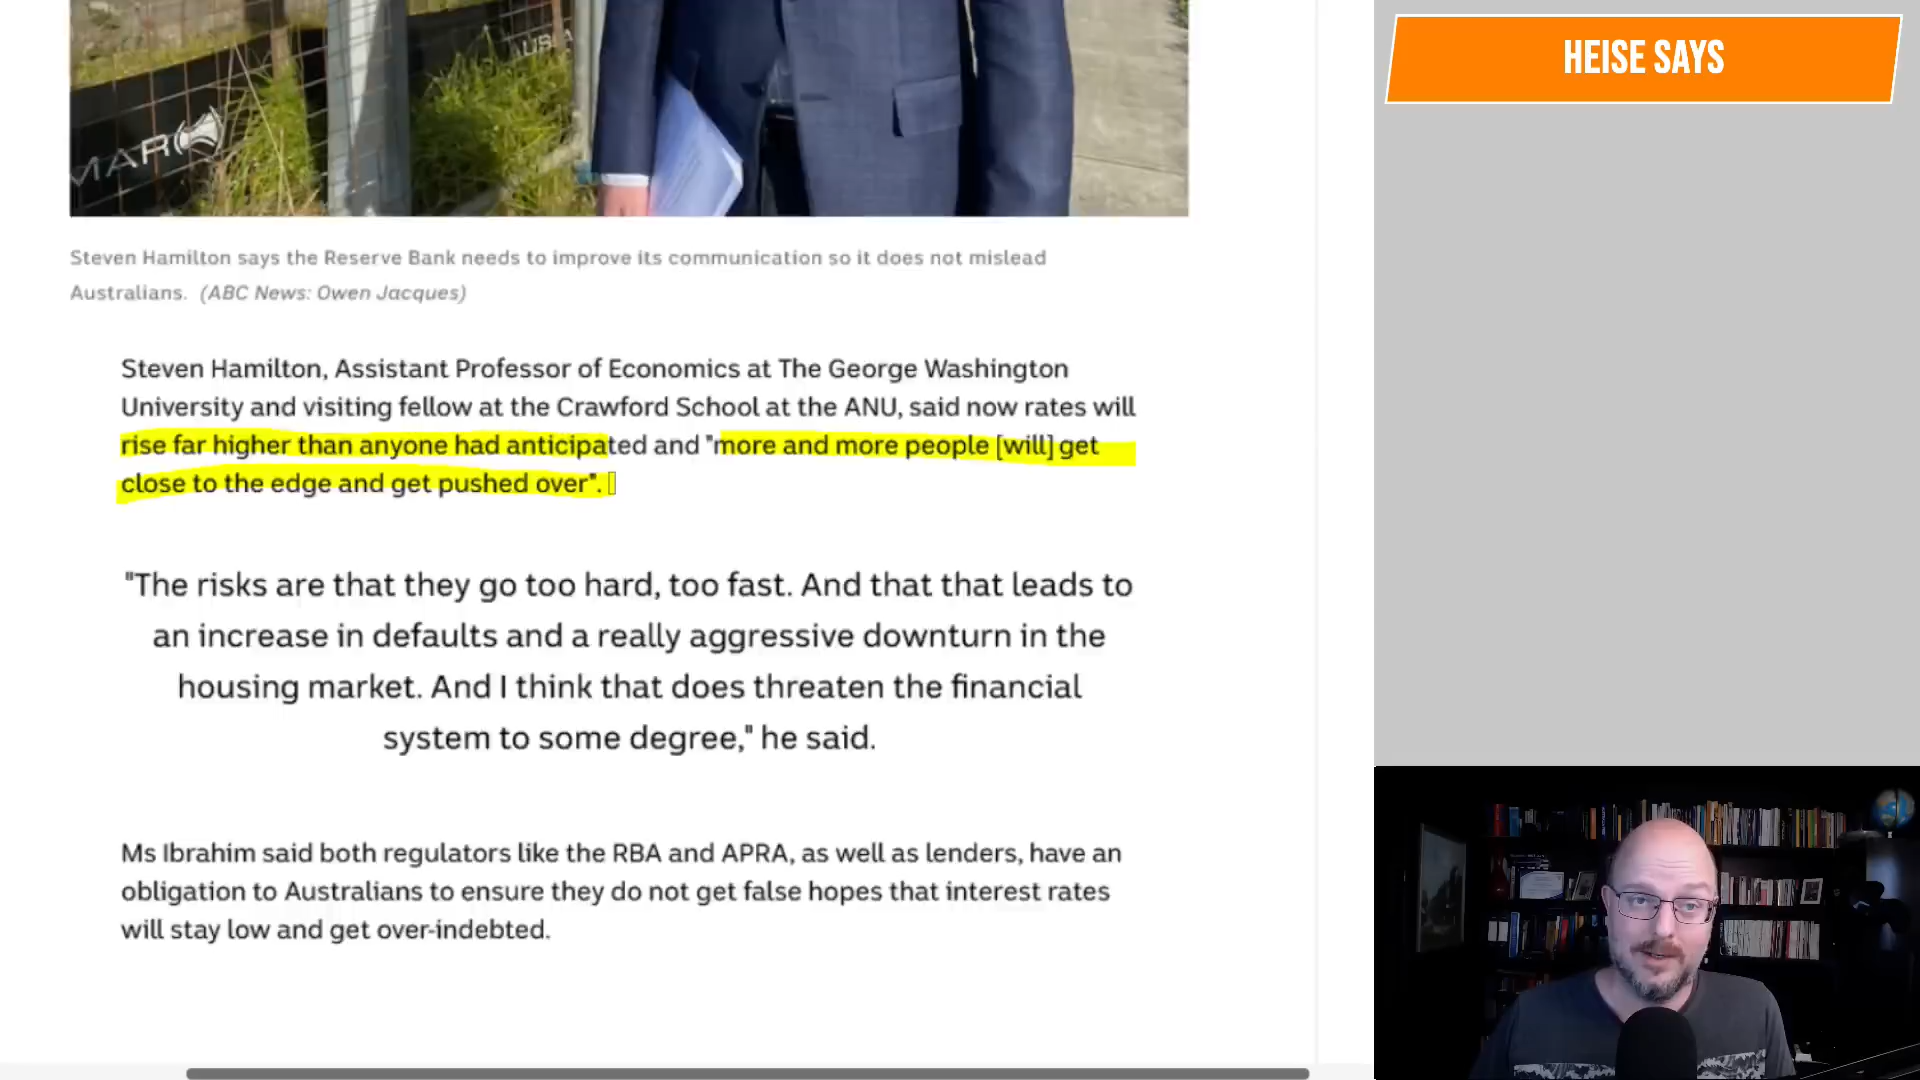 HEISE SAYS
Steven Hamilton says the Reserve Bank needs to improve its communication so it does not mislead
Australians. (ABC News: Owen Jacques)
Steven Hamilton, Assistant Professor of Economics at The George Washington
University and visiting fellow at the Crawford School at the ANU, said now rates will
rise far higher than anyone had anticipated and "more and more people [will] get
close to the edge and get pushed over".
"The risks are that they go too hard, too fast. And that that leads to
an increase in defaults and a really aggressive downturn in the
housing market. And I think that does threaten the financial
system to some degree," he said.
Ms Ibrahim said both regulators like the RBA and APRA, as well as lenders, have an
obligation to Australians to ensure they do not get false hopes that interest rates
will stay low and get over-indebted.